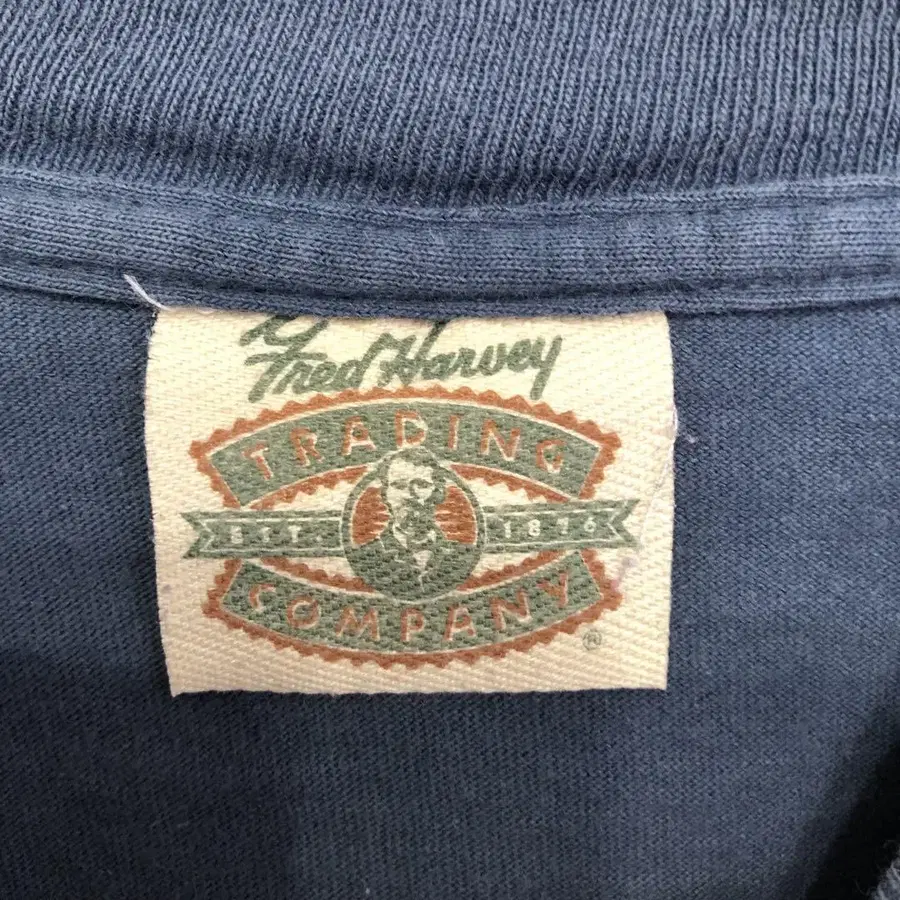 Fred Harvey
TRADING
EST. 1876
COMPANY
®